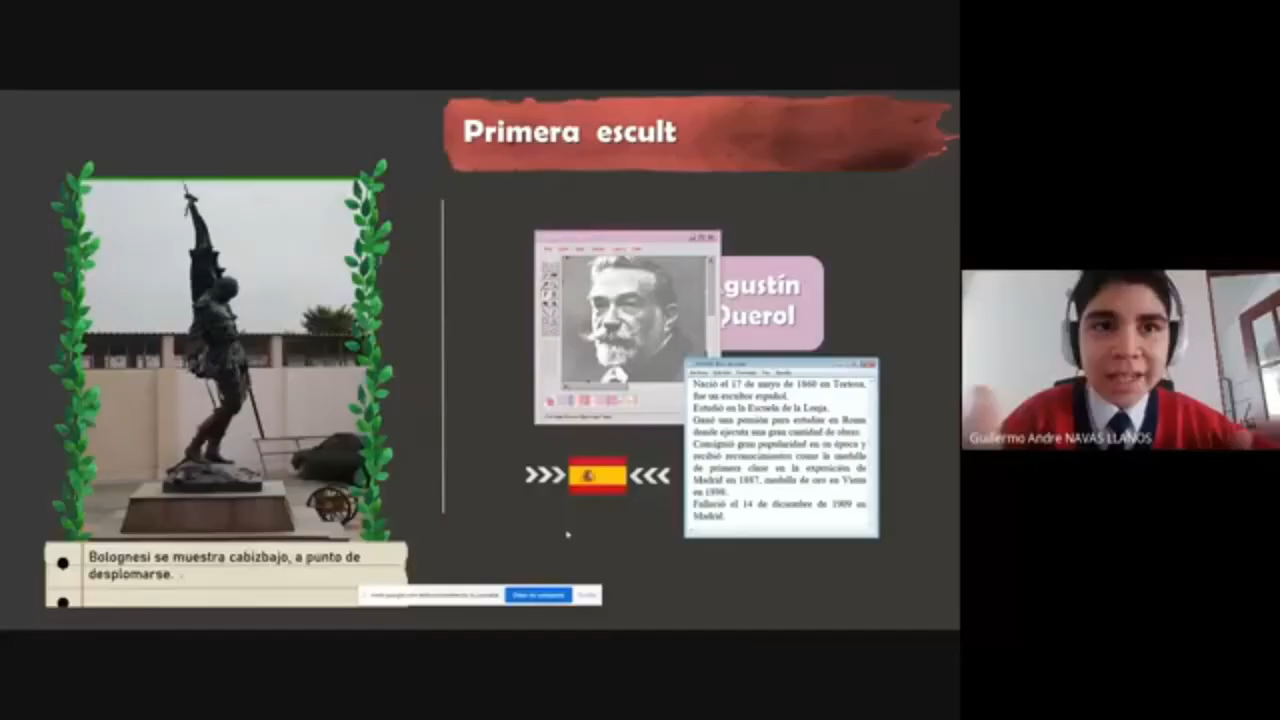 Primera escult
gustín
Querol
Nació el 17 de mayo de 1860 en Tortosa,
fue un escultor español.
Estudió en la Escuela de la Lonja.
Ganó una pensión para estudiar en Roma
donde ejecuta una gran cantidad de obras.
Consiguió gran popularidad en su época y
recibió reconocimientos como la medalla
de primera clase en la exposición de
Madrid en 1887, medalla de oro en Viena
en 1898.
Falleció el 14 de diciembre de 1909 en
Madrid.
Bolognesi se muestra cabizbajo, a punto de
desplomarse.
Guillermo Andre NAVAS LLANOS